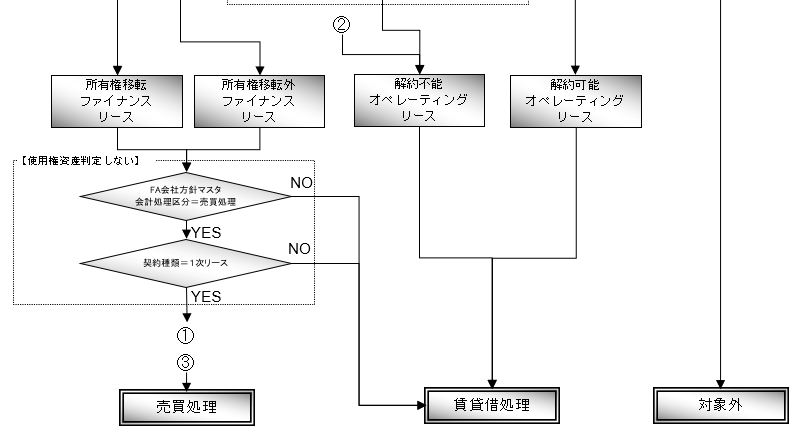 ②
所有権移転
ファイナンス
リース
所有権移転外
ファイナンス
リース
解約不能
オペレーティング
リース
解約可能
オペレーティング
リース
【使用権資産判定しない】
FA会社方針マスタ
会計処理区分＝売買処理
NO
YES
契約種類＝1次リース
NO
YES
①
③
売買処理
賃貸借処理
対象外